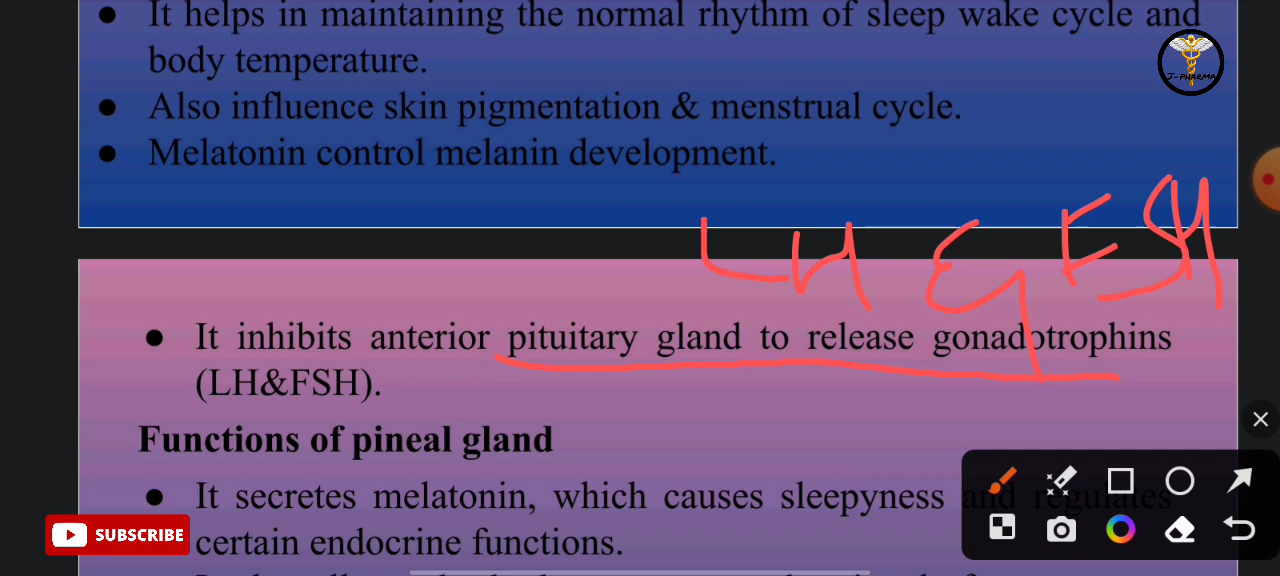 ● It helps in maintaining the normal rhythm of sleep wake cycle and
body temperature.
J-PHARMA
● Also influence skin pigmentation & menstrual cycle.
● Melatonin control melanin development.
LH & FSH
● It inhibits anterior pituitary gland to release gonadotrophins
(LH&FSH).
Functions of pineal gland
● It secretes melatonin, which causes sleepyness and regulates
SUBSCRIBE
certain endocrine functions.